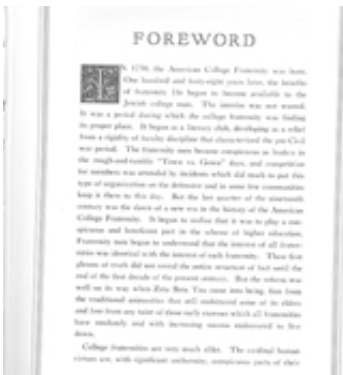 FOREWORD
IN 1750, the American College Fraternity was born.
One hundred and forty-eight years later, the benefits
of fraternity life began to become available to the
Jewish college man. The interim was not wasted.
It was a period during which the college fraternity was finding
its proper place. It began as a literary club, developing as a relief
from a rigidity of faculty discipline that characterized the pre-Civil
war period. The fraternity men became conspicuous as leaders in
the rough-and-tumble "Town vs. Gown" days, and competition
for members was attended by incidents which did much to put this
type of organization on the defensive and in some few communities
keep it there to this day. But the last quarter of the nineteenth
century was the dawn of a new era in the history of the American
College Fraternity. It began to realize that it was to play a con-
spicuous and beneficent part in the scheme of higher education.
Fraternity men began to understand that the interest of all frater-
nities was identical with the interest of each fraternity. These first
gleams of truth did not reveal the entire structure of fact until the
end of the first decade of the present century. But the reform was
well on its way when Zeta Beta Tau came into being, free from
the traditional animosities that still endured some of its elders
and free from any taint of those early excesses which all fraternities
have resolutely and with increasing success endeavored to live
down.
College fraternities are very much alike. The cardinal human
virtues are, with significant uniformity, conspicuous parts of their